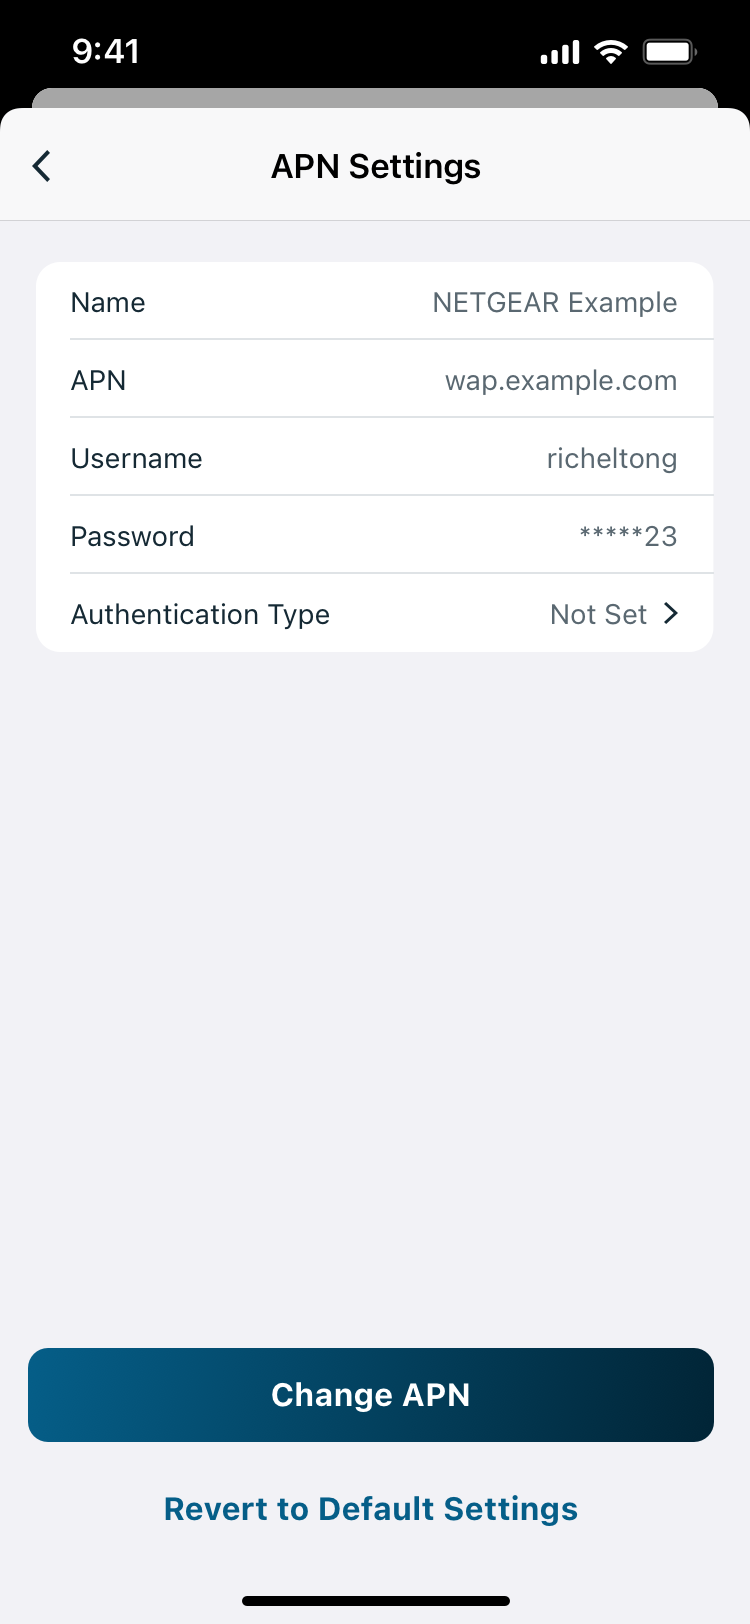 9:41
APN Settings
Name NETGEAR Example
APN wap.example.com
Username richeltong
Password *****23
Authentication Type Not Set
Change APN
Revert to Default Settings